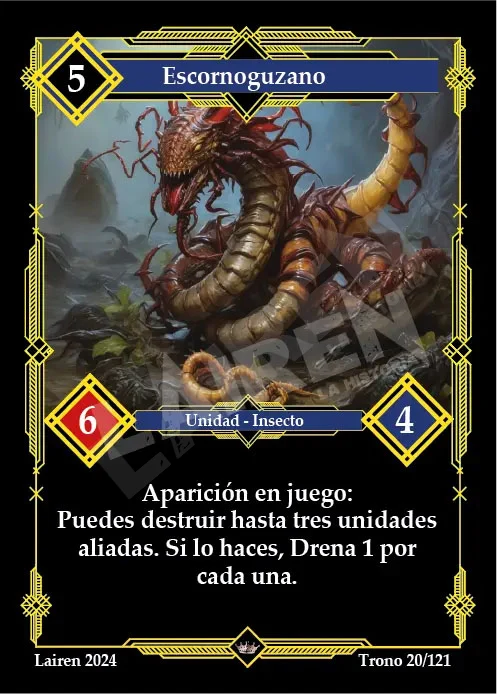 5
Escornoguzano
6
Unidad - Insecto
4
Aparición en juego:
Puedes destruir hasta tres unidades
aliadas. Si lo haces, Drena 1 por
cada una.
Lairen 2024
Trono 20/121
LAIREN